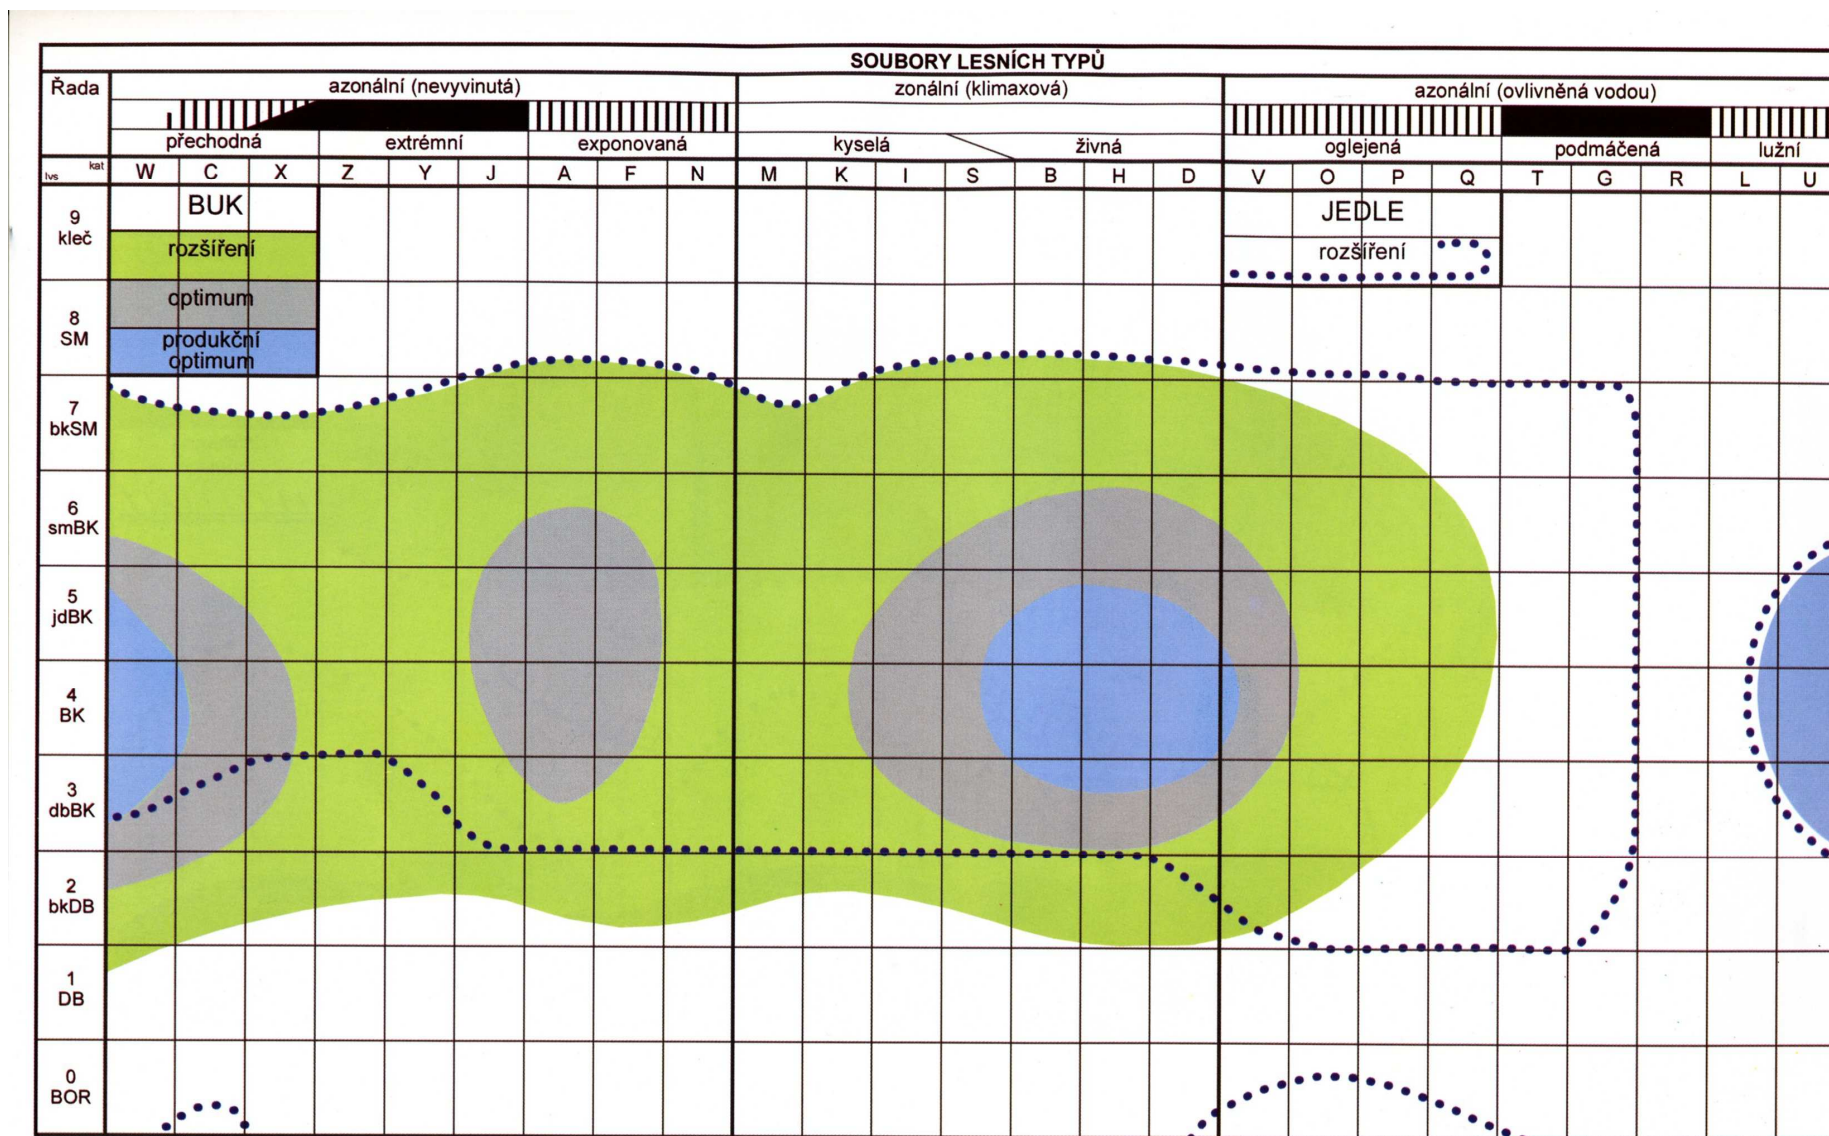 SOUBORY LESNÍCH TYPŮ
Řada
azonální (nevyvinutá)
zonální (klimaxová)
azonální (ovlivněná vodou)
přechodná
extrémní
exponovaná
kyselá
živná
oglejená
podmáčená
lužní
lvs
kat
W C X Z Y J A F N M K I S B H D V O P Q T G R L U
9
kleč
BUK
rozšíření
JEDLE
rozšíření
8
SM
optimum
produkční
optimum
7
bkSM
6
smBK
5
jdBK
4
BK
3
dbBK
2
bkDB
1
DB
0
BOR